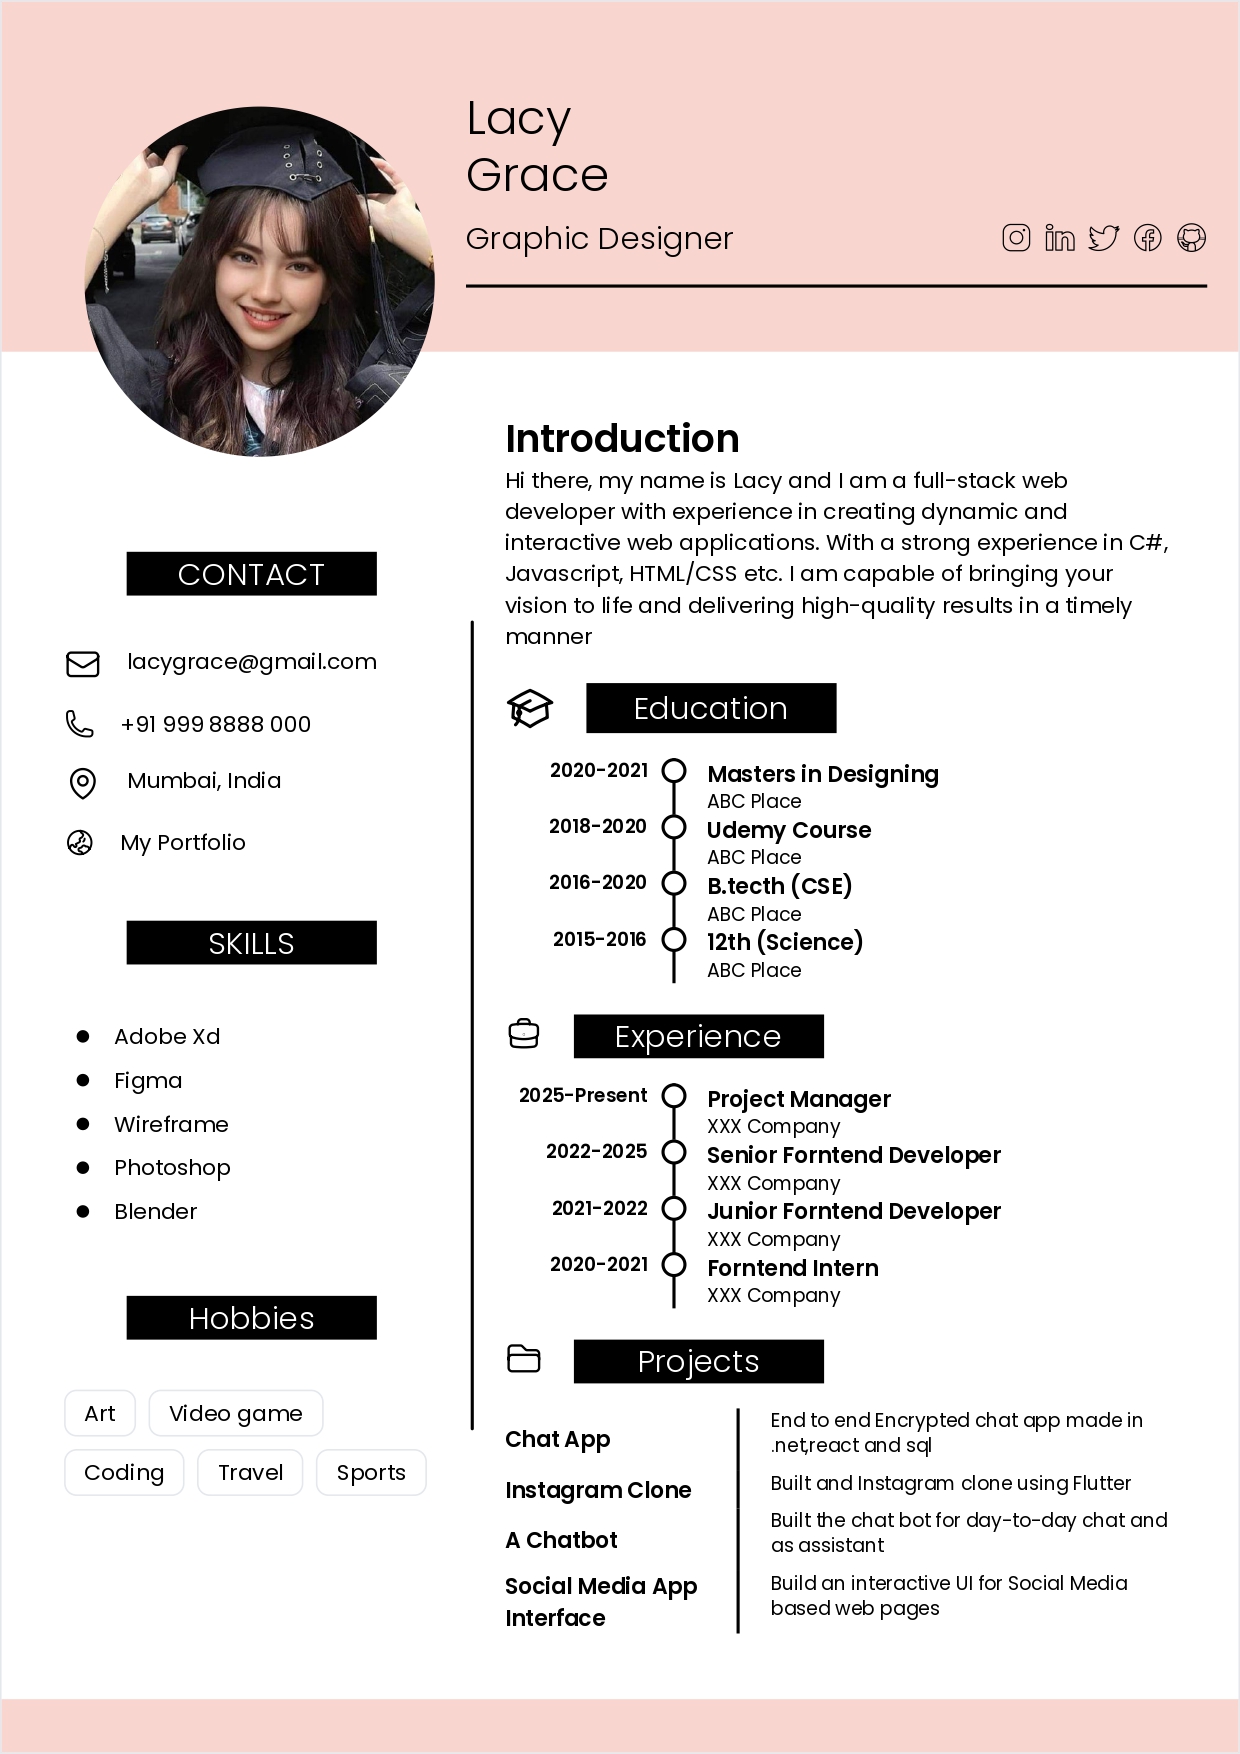 Lacy
Grace
Graphic Designer
CONTACT
lacygrace@gmail.com
+91 999 8888 000
Mumbai, India
My Portfolio
SKILLS
Adobe Xd
Figma
Wireframe
Photoshop
Blender
Hobbies
Art
Video game
Coding
Travel
Sports
Introduction
Hi there, my name is Lacy and I am a full-stack web
developer with experience in creating dynamic and
interactive web applications. With a strong experience in C#,
Javascript, HTML/CSS etc. I am capable of bringing your
vision to life and delivering high-quality results in a timely
manner
Education
2020-2021 Masters in Designing
ABC Place
2018-2020 Udemy Course
ABC Place
2016-2020 B.tecth (CSE)
ABC Place
2015-2016 12th (Science)
ABC Place
Experience
2025-Present Project Manager
XXX Company
2022-2025 Senior Forntend Developer
XXX Company
2021-2022 Junior Forntend Developer
XXX Company
2020-2021 Forntend Intern
XXX Company
Projects
Chat App
End to end Encrypted chat app made in
.net,react and sql
Instagram Clone
Built and Instagram clone using Flutter
A Chatbot
Built the chat bot for day-to-day chat and
as assistant
Social Media App
Interface
Build an interactive UI for Social Media
based web pages